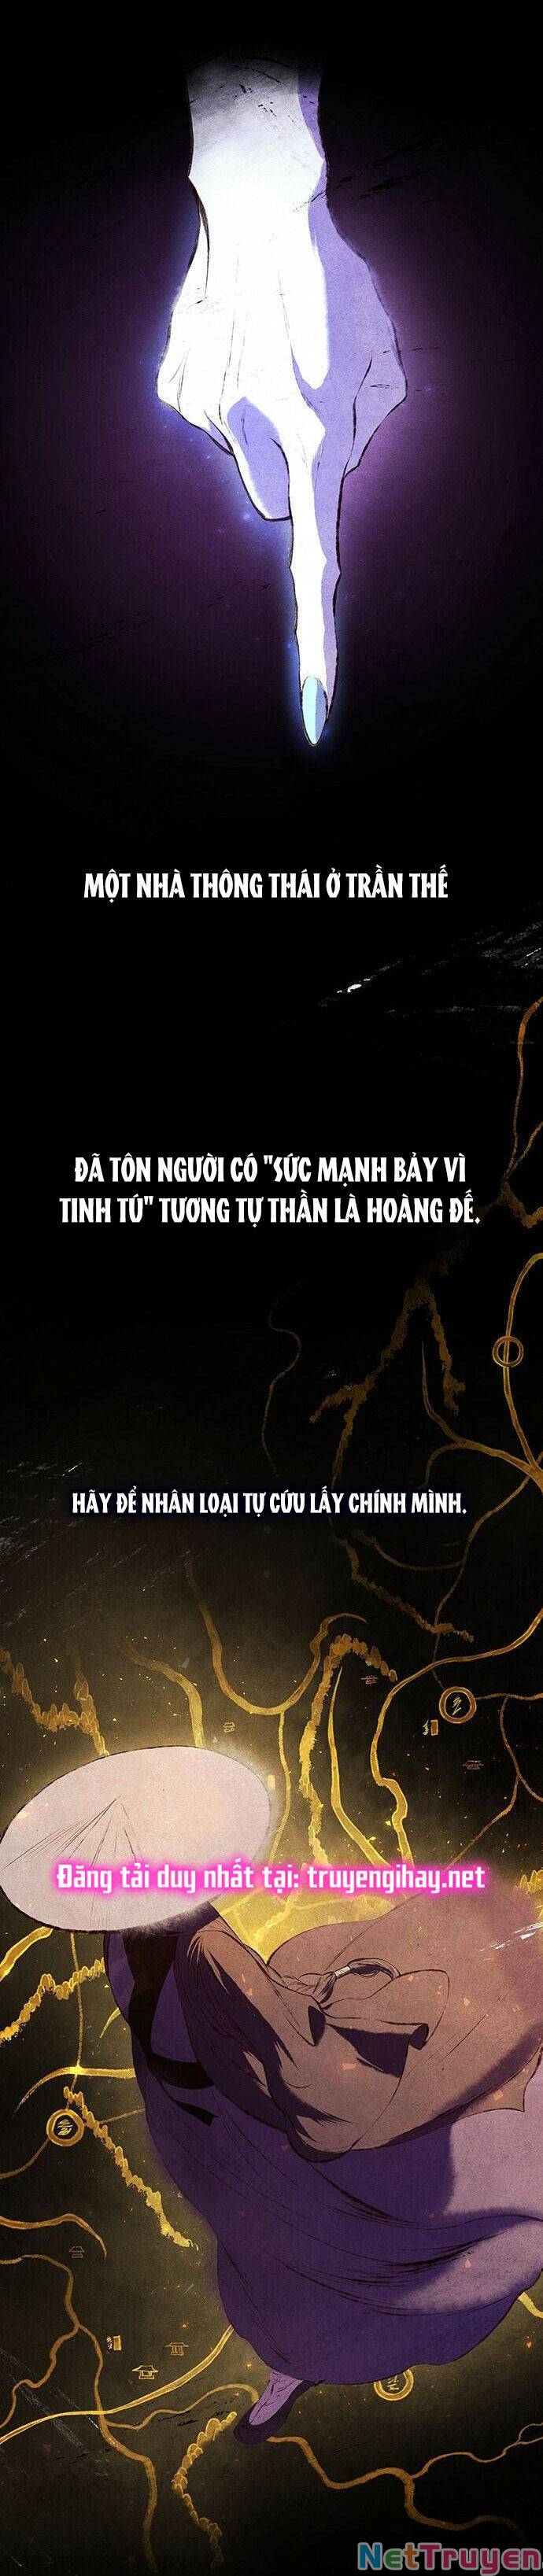 MỘT NHÀ THÔNG THÁI Ở TRẦN THẾ
ĐÃ TÔN NGƯỜI CÓ "SỨC MẠNH BẢY VÌ
TINH TÚ" TƯƠNG TỰ THẦN LÀ HOÀNG ĐẾ.
HÃY ĐỂ NHÂN LOẠI TỰ CỨU LẤY CHÍNH MÌNH.
Đăng tải duy nhất tại: truyengihay.net
NetTruyen